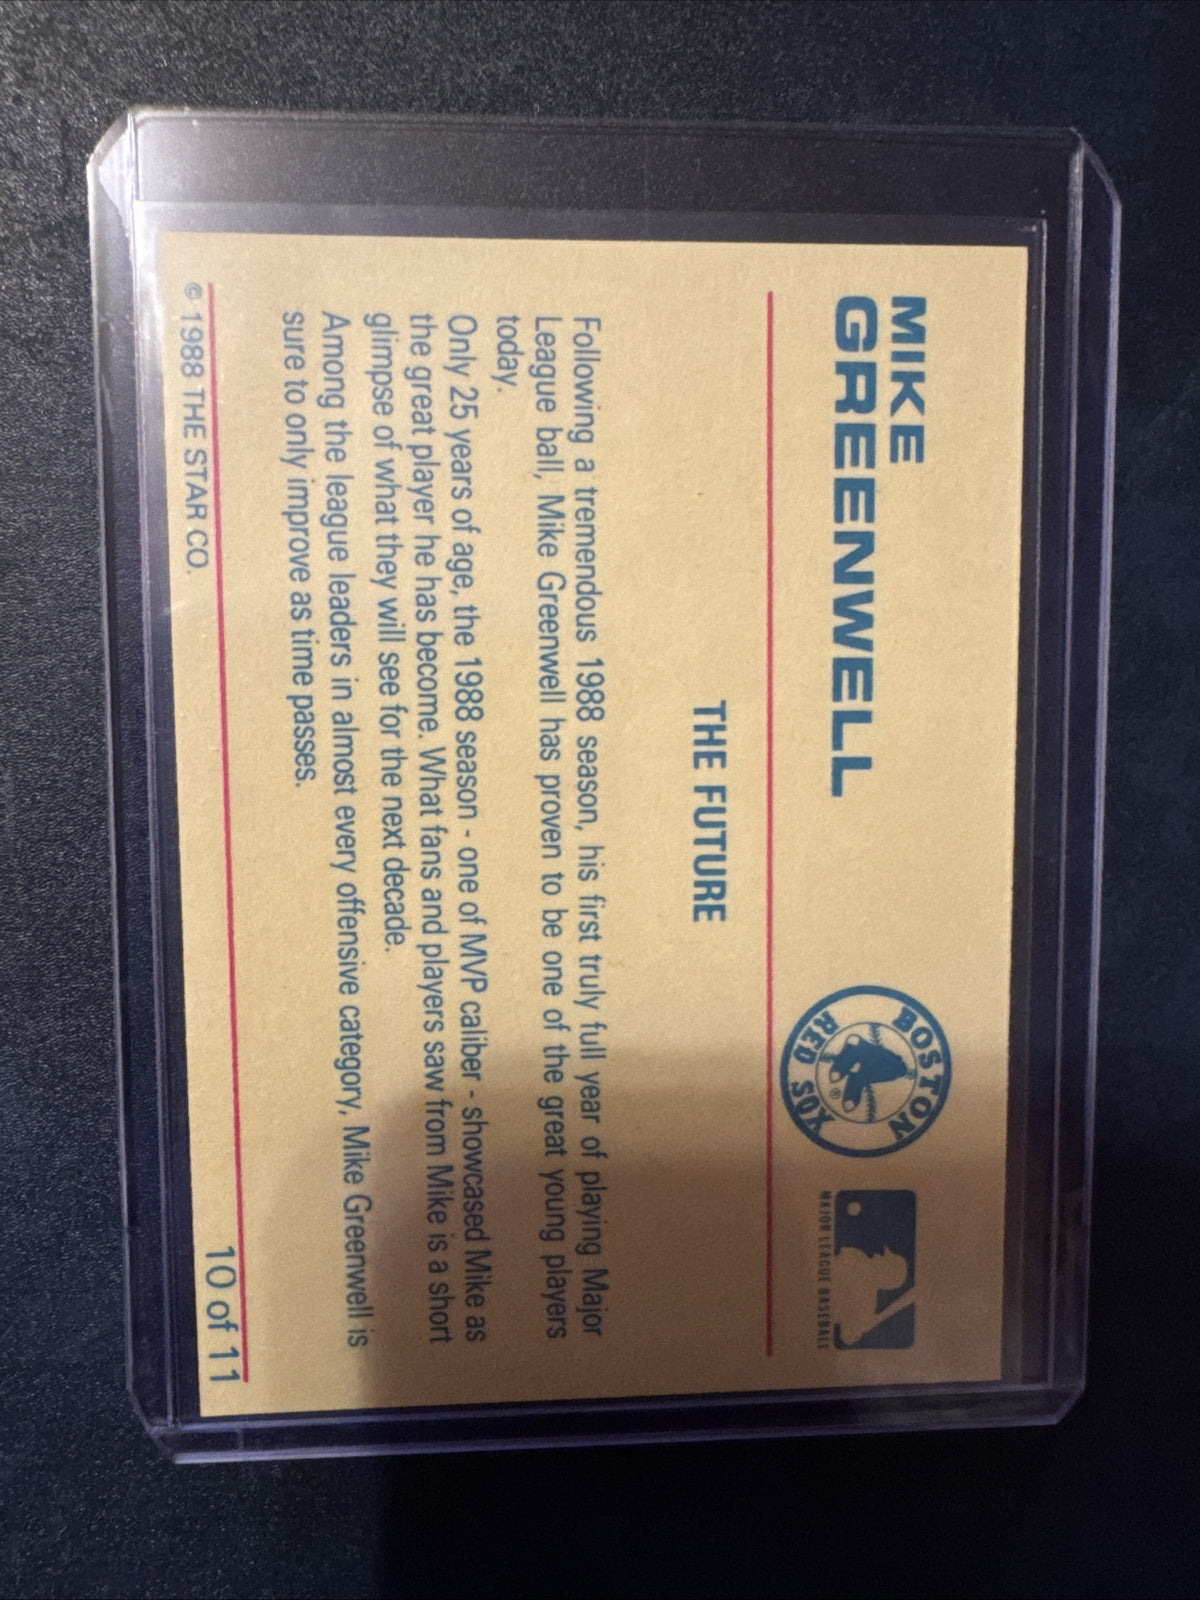 MIKE
GREENWELL
BOSTON
RED SOX
®
MAJOR LEAGUE BASEBALL
THE FUTURE
Following a tremendous 1988 season, his first truly full year of playing Major
League ball, Mike Greenwell has proven to be one of the great young players
today.
Only 25 years of age, the 1988 season - one of MVP caliber - showcased Mike as
the great player he has become. What fans and players saw from Mike is a short
glimpse of what they will see for the next decade.
Among the league leaders in almost every offensive category, Mike Greenwell is
sure to only improve as time passes.
© 1988 THE STAR CO.
10 of 11